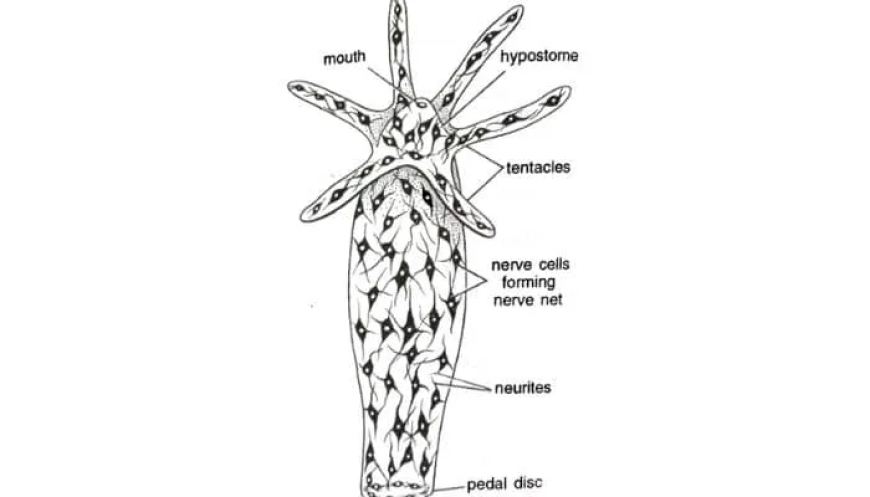 mouth
hypostome
tentacles
nerve cells
forming
nerve net
neurites
pedal disc